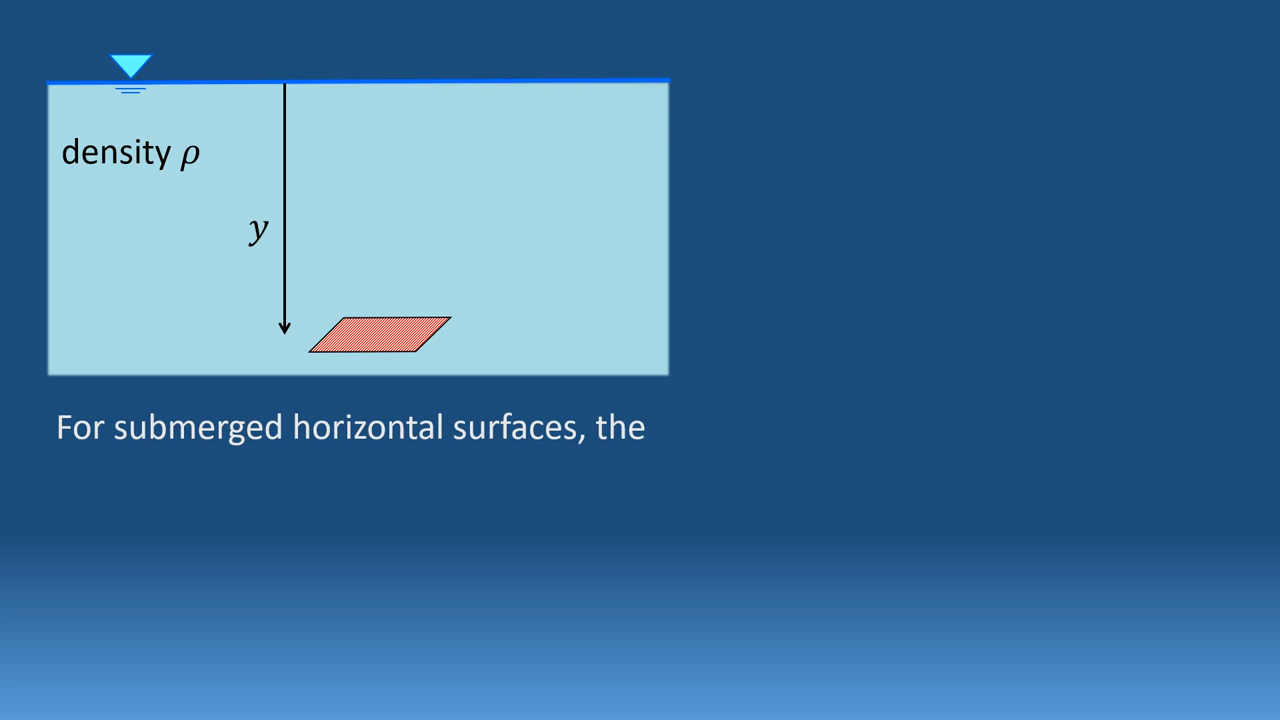 density ρ
y
For submerged horizontal surfaces, the